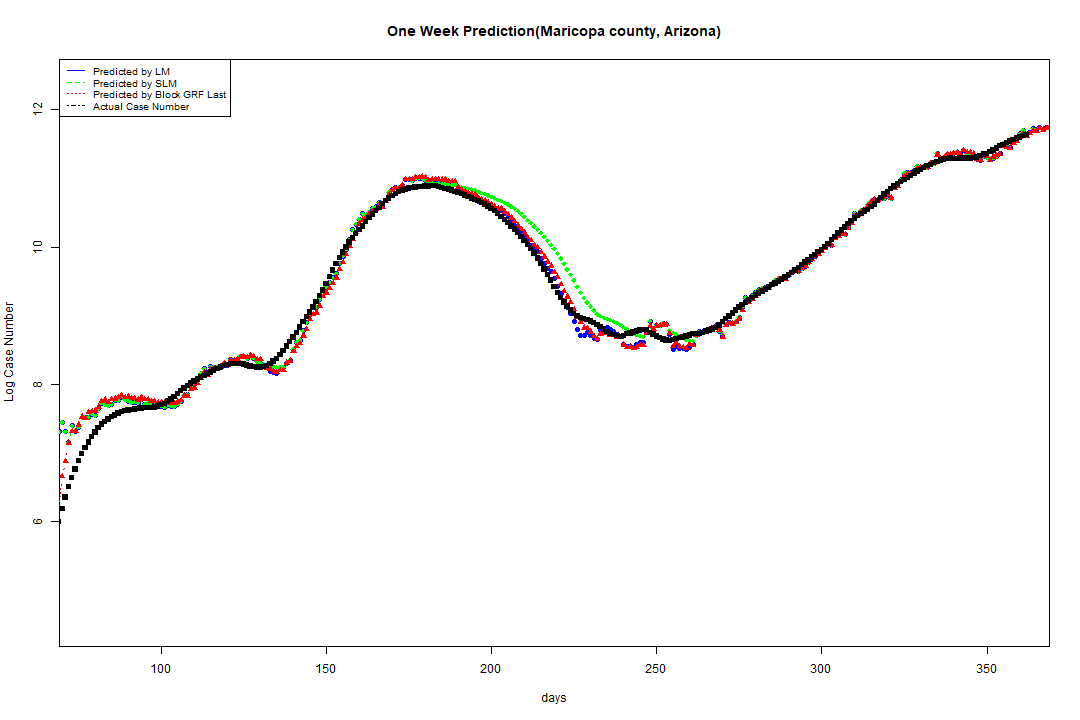 One Week Prediction(Maricopa county, Arizona)
Predicted by LM
Predicted by SLM
Predicted by Block GRF Last
Actual Case Number
12
10
8
6
Log Case Number
100 150 200 250 300 350
days